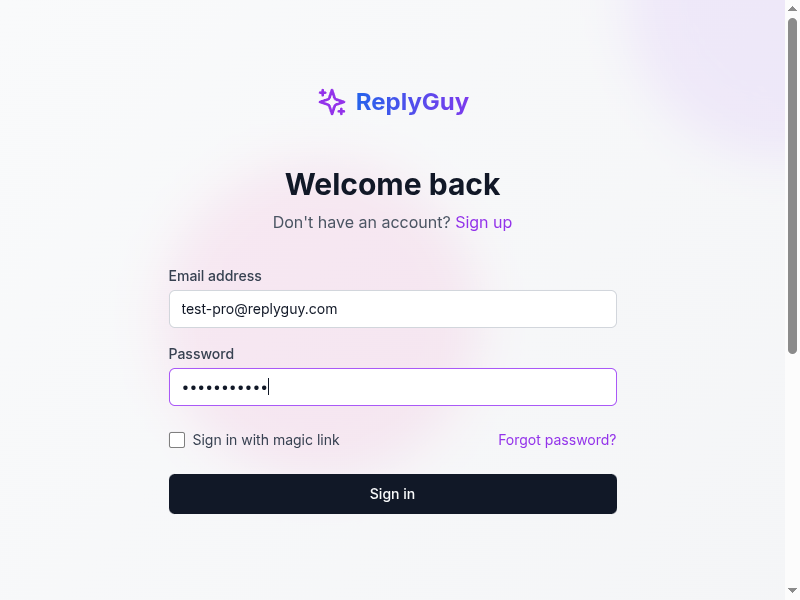 ReplyGuy
Welcome back
Don't have an account? Sign up
Email address
test-pro@replyguy.com
Password
•••••••••••
Sign in with magic link
Forgot password?
Sign in